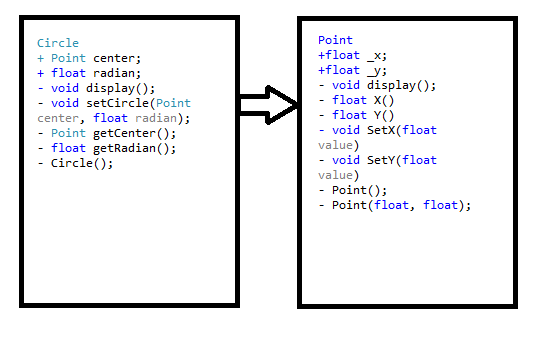 Circle
+ Point center;
+ float radian;
- void display();
- void setCircle(Point
center, float radian);
- Point getCenter();
- float getRadian();
- Circle();
Point
+float _x;
+float _y;
- void display();
- float X()
- float Y()
- void SetX(float
value)
- void SetY(float
value)
- Point();
- Point(float, float);